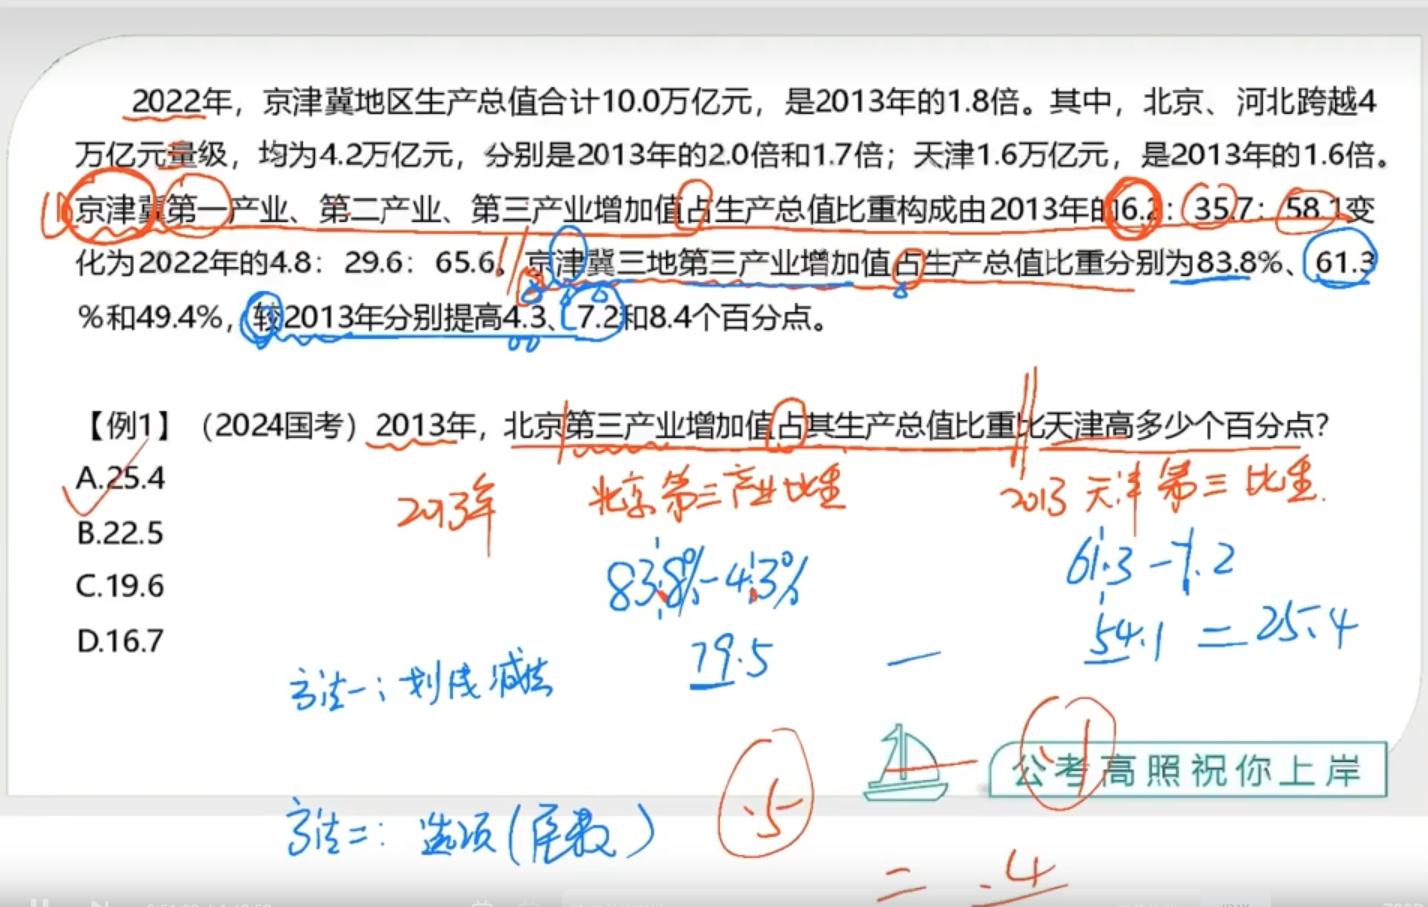 2022年，京津冀地区生产总值合计10.0万亿元，是2013年的1.8倍。其中，北京、河北跨越4
万亿元量级，均为4.2万亿元，分别是2013年的2.0倍和1.7倍；天津1.6万亿元，是2013年的1.6倍。
京津冀第一产业、第二产业、第三产业增加值占生产总值比重构成由2013年的6.2：35.7：58.1变
化为2022年的4.8：29.6：65.6。京津冀三地第三产业增加值占生产总值比重分别为83.8%、61.3
%和49.4%，较2013年分别提高4.3、7.2和8.4个百分点。
【例1】（2024国考）2013年，北京第三产业增加值占其生产总值比重比天津高多少个百分点？
A.25.4
2013年 北京第三产业比重 2013天津第三比重
B.22.5
83.8%-4.3% 61.3-7.2
C.19.6
D.16.7
79.5 — 54.1=25.4
方法一：划线减法
公考高照祝你上岸
.5 — .1
方法二：选项(尾数)
= .4